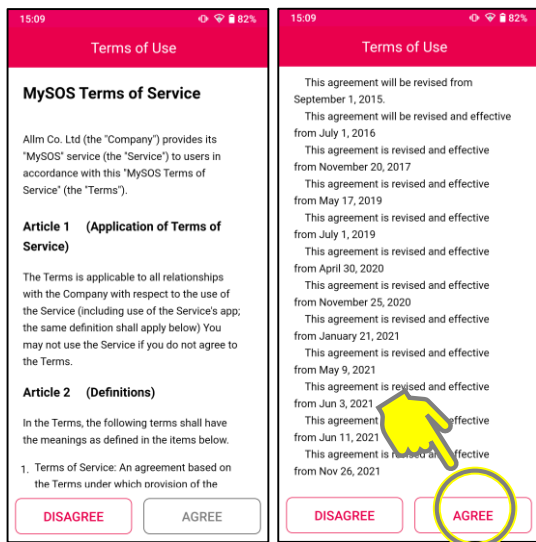 15:09
82%
Terms of Use
MySOS Terms of Service
Allm Co. Ltd (the "Company") provides its
"MySOS" service (the "Service") to users in
accordance with this "MySOS Terms of
Service" (the "Terms").
Article 1 (Application of Terms of
Service)
The Terms is applicable to all relationships
with the Company with respect to the use of
the Service (including use of the Service's app;
the same definition shall apply below) You
may not use the Service if you do not agree to
the Terms.
Article 2 (Definitions)
In the Terms, the following terms shall have
the meanings as defined in the items below.
1. Terms of Service: An agreement based on
the Terms under which provision of the
DISAGREE
AGREE
15:09
82%
Terms of Use
This agreement will be revised from
September 1, 2015.
This agreement will be revised and effective
from July 1, 2016
This agreement is revised and effective
from November 20, 2017
This agreement is revised and effective
from May 17, 2019
This agreement is revised and effective
from July 1, 2019
This agreement is revised and effective
from April 30, 2020
This agreement is revised and effective
from November 25, 2020
This agreement is revised and effective
from January 21, 2021
This agreement is revised and effective
from May 9, 2021
This agreement is revised and effective
from Jun 3, 2021
This agreement effective
from Jun 11, 2021
This agreement is revised and effective
from Nov 26, 2021
DISAGREE
AGREE